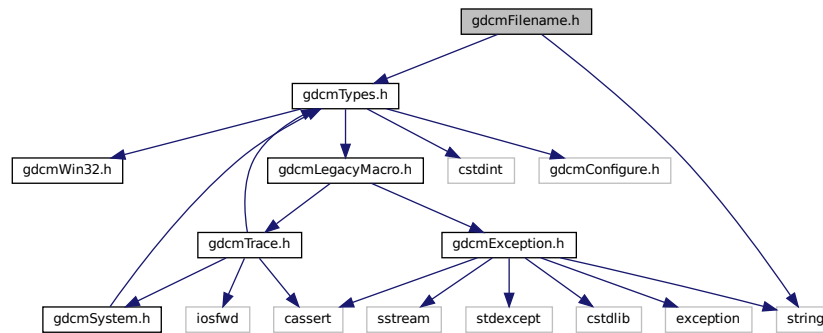 gdcmFilename.h
gdcmTypes.h
gdcmWin32.h
gdcmLegacyMacro.h
cstdint
gdcmConfigure.h
gdcmTrace.h
gdcmException.h
gdcmSystem.h
iosfwd
cassert
sstream
stdexcept
cstdlib
exception
string